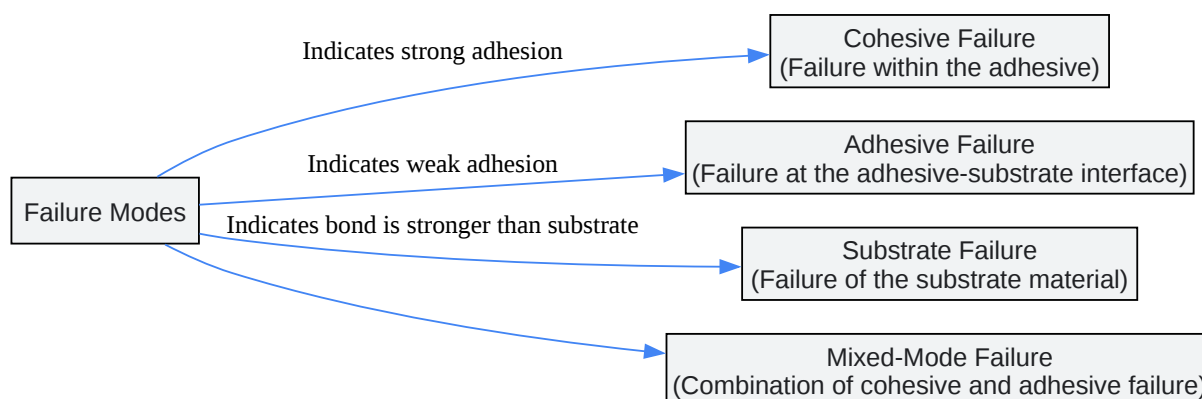 Indicates strong adhesion
Cohesive Failure
(Failure within the adhesive)
Indicates weak adhesion
Adhesive Failure
(Failure at the adhesive-substrate interface)
Failure Modes
Indicates bond is stronger than substrate
Substrate Failure
(Failure of the substrate material)
Mixed-Mode Failure
(Combination of cohesive and adhesive failure)